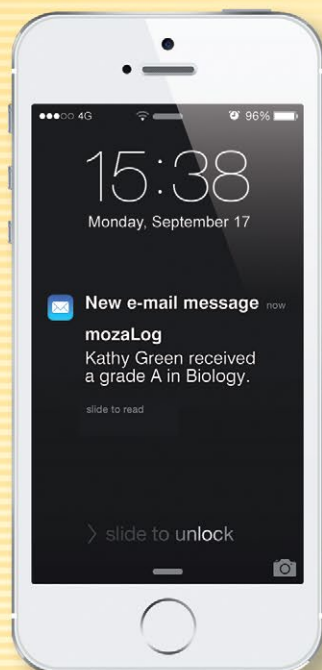 4G
96%
15:38
Monday, September 17
New e-mail message now
mozaLog
Kathy Green received
a grade A in Biology.
slide to read
> slide to unlock